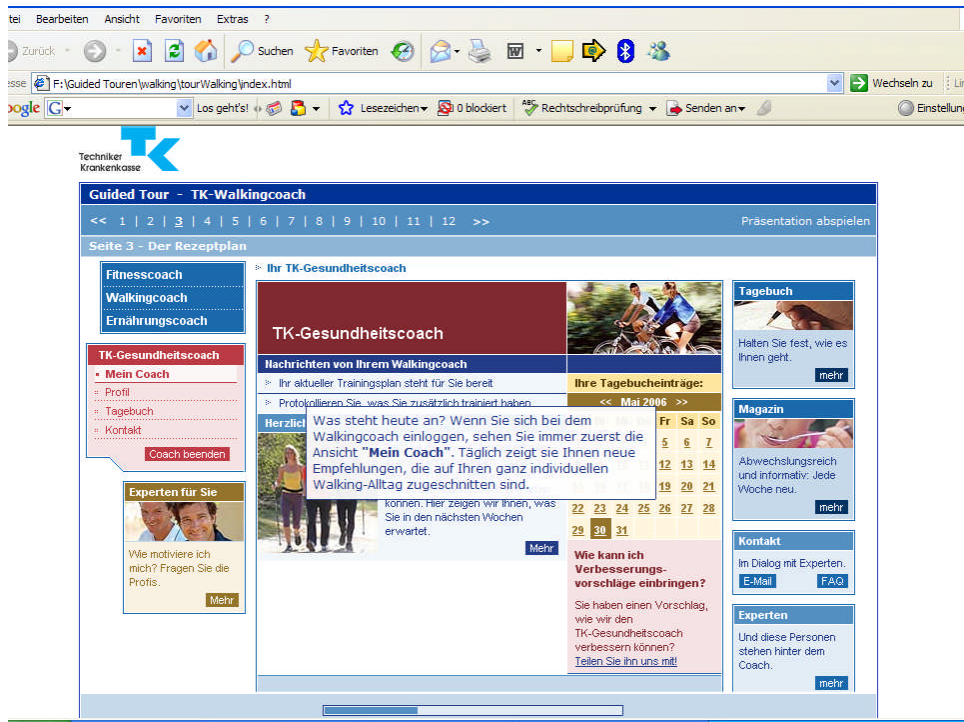 tei Bearbeiten Ansicht Favoriten Extras ?
Zurück Suchen Favoriten
esse F:\Guided Touren\walking\tourWalking\index.html Wechseln zu
Google Los geht's! Lesezeichen 0 blockiert Rechtschreibprüfung Senden an Einstellung
Techniker
Krankenkasse
TK
Guided Tour - TK-Walkingcoach
<< 1 | 2 | 3 | 4 | 5 | 6 | 7 | 8 | 9 | 10 | 11 | 12 >> Präsentation abspielen
Seite 3 - Der Rezeptplan
Fitnesscoach
Walkingcoach
Ernährungscoach
TK-Gesundheitscoach
Mein Coach
Profil
Tagebuch
Kontakt
Coach beenden
Experten für Sie
Wie motiviere ich
mich? Fragen Sie die
Profis.
Mehr
Ihr TK-Gesundheitscoach
TK-Gesundheitscoach
Nachrichten von Ihrem Walkingcoach
Ihr aktueller Trainingsplan steht für Sie bereit
Protokollieren Sie, was Sie zusätzlich trainiert haben
Herzlich
Was steht heute an? Wenn Sie sich bei dem
Walkingcoach einloggen, sehen Sie immer zuerst die
Ansicht "Mein Coach". Täglich zeigt sie Ihnen neue
Empfehlungen, die auf Ihren ganz individuellen
Walking-Alltag zugeschnitten sind.
können. Hier zeigen wir Ihnen, was
Sie in den nächsten Wochen
erwartet.
Mehr
Ihre Tagebucheinträge:
<< Mai 2006 >>
Fr Sa So
5 6 7
12 13 14
19 20 21
22 23 24 25 26 27 28
29 30 31
Wie kann ich
Verbesserungs-
vorschläge einbringen?
Sie haben einen Vorschlag,
wie wir den
TK-Gesundheitscoach
verbessern können?
Teilen Sie ihn uns mit!
Tagebuch
Halten Sie fest, wie es
Ihnen geht.
mehr
Magazin
Abwechslungsreich
und informativ: Jede
Woche neu.
mehr
Kontakt
Im Dialog mit Experten.
E-Mail FAQ
Experten
Und diese Personen
stehen hinter dem
Coach.
mehr